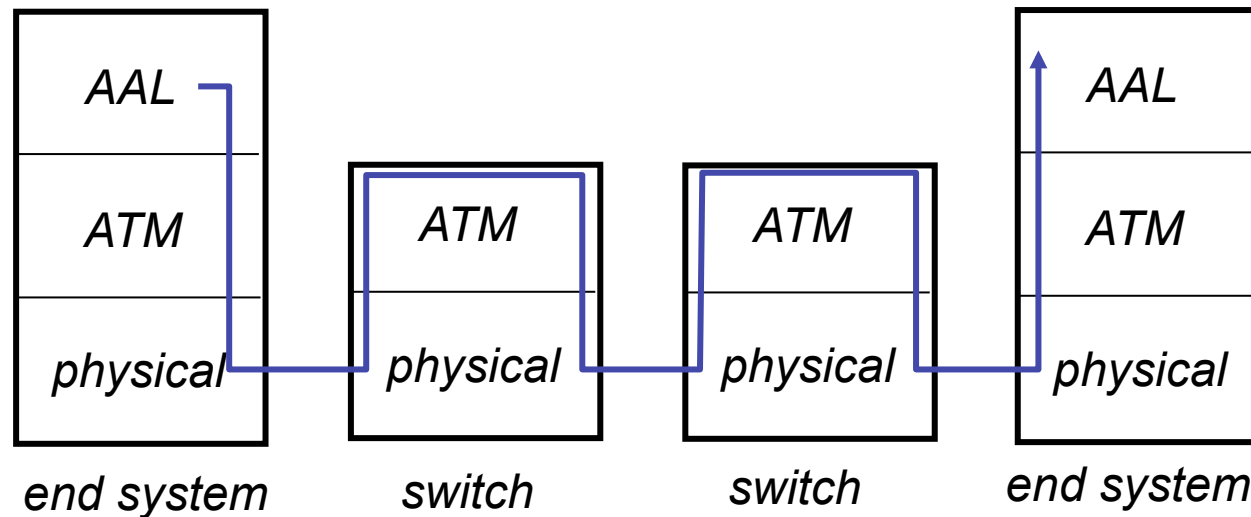 AAL
ATM
physical
end system
ATM
physical
switch
ATM
physical
switch
AAL
ATM
physical
end system